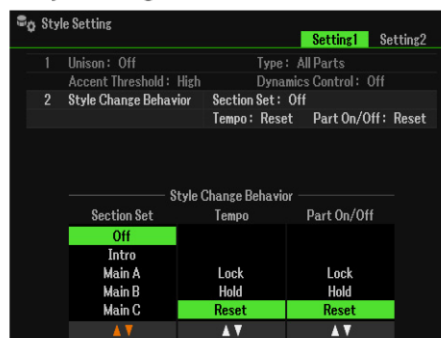 Style Setting
Setting1 Setting2
1 Unison: Off Type: All Parts
Accent Threshold: High Dynamics Control: Off
2 Style Change Behavior Section Set: Off
Tempo: Reset Part On/Off: Reset
Style Change Behavior
Section Set Tempo Part On/Off
Off
Intro
Main A Lock Lock
Main B Hold Hold
Main C Reset Reset